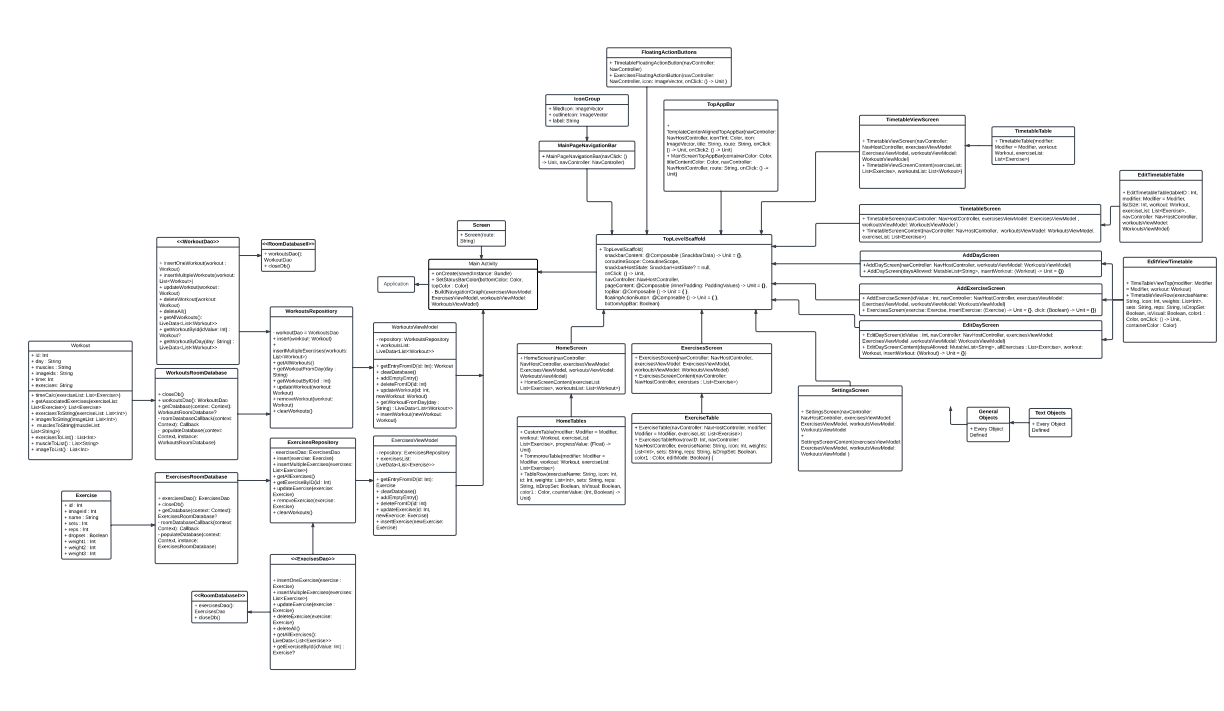 FloatingActionButtons
+ TimetableFloatingActionButton(navController:
NavController)
+ ExercisesFloatingActionButton(navController:
NavController, icon: ImageVector, onClick: () -> Unit )
IconGroup
+ filledIcon: ImageVector
+ outlineIcon: ImageVector
+ label: String
MainPageNavigationBar
+ MainPageNavigationBar(navClick: ()
-> Unit, navController: NavController)
TopAppBar
+
TemplateCenterAlignedTopAppBar(navController:
NavHostController, iconTint: Color, icon:
ImageVector, title: String, route: String, onClick:
() -> Unit, onClick2: () -> Unit)
+ MainScreenTopAppBar(containerColor: Color,
titleContentColor: Color, navController:
NavHostController, route: String, onClick: () ->
Unit)
TimetableViewScreen
+ TimetableViewScreen(navController:
NavHostController, exercisesViewModel:
ExercisesViewModel, workoutsViewModel:
WorkoutsViewModel)
+ TimetableViewScreenContent(exerciseList:
List<Exercise>, workoutsList: List<Workout>)
TimetableTable
+ TimetableTable(modifier:
Modifier = Modifier, workout:
Workout, exerciseList:
List<Exercise>)
EditTimetableTable
modifier: Modifier = Modifier,
listSize: Int, workout: Workout,
exerciseList: List<Exercise>,
navController: NavHostController,
workoutsViewModel:
WorkoutsViewModel)
TimetableScreen
+ TimetableScreen(navController: NavHostController, exercisesViewModel: ExercisesViewModel ,
workoutsViewModel: WorkoutsViewModel )
+ TimetableScreenContent(navController: NavHostController, workoutsViewModel: WorkoutsViewModel,
exerciseList: List<Exercise>)
AddDayScreen
+AddDayScreen(navController: NavHostController, workoutsViewModel: WorkoutsViewModel)
+ AddDayScreen(daysAllowed: MutableList<String>, insertWorkout: (Workout) -> Unit = {})
AddExerciseScreen
+ AddExerciseScreen(idValue : Int, navController: NavHostController, exercisesViewModel:
ExercisesViewModel, workoutsViewModel: WorkoutsViewModel)
+ ExercisesScreen(exercise: Exercise, insertExercise: (Exercise) -> Unit = {}, click: (Boolean) -> Unit = {})
EditDayScreen
+ EditDayScreen(idValue : Int, navController: NavHostController, exercisesViewModel:
ExercisesViewModel, workoutsViewModel: WorkoutsViewModel)
+ EditDayScreenContent(daysAllowed: MutableList<String>, allExercises : List<Exercise>, workout:
Workout, insertWorkout: (Workout) -> Unit = {})
EditViewTimetable
+ TimetableViewTop(modifier:
Modifier = Modifier, workout:
Workout)
+ TimetableViewRow(exerciseName:
String, icon: Int, weights: List<Int>,
sets: String, reps: String, isDropSet:
Boolean, isVisual: Boolean, color1 :
Color, onClick: () -> Unit,
containerColor : Color)
Screen
+ Screen(route:
String)
Main Activity
+ onCreate(savedInstance: Bundle)
+ SetStatusBarColor(bottomColor: Color,
topColor : Color)
- BuildNavigationGraph(exercisesViewModel:
ExercisesViewModel, workoutsViewModel:
WorkoutsViewModel)
Application
TopLevelScaffold
+ TopLevelScaffold(
snackbarContent: @Composable (SnackbarData) -> Unit = {},
coroutineScope: CoroutineScope,
snackbarHostState: SnackbarHostState? = null,
onClick: () -> Unit,
navController: NavHostController,
pageContent: @Composable (innerPadding: PaddingValues) -> Unit = {},
topBar: @Composable () -> Unit = { },
floatingActionButton: @Composable () -> Unit = { },
bottomAppBar: Boolean)
<<WorkoutDao>>
+ insertOneWorkout(workout :
Workout)
+ insertMultipleWorkouts(workout:
List<Workout>)
+ updateWorkout(workout :
Workout)
+ deleteWorkout(workout:
Workout)
+ deleteAll()
+ getAllWorkouts():
LiveData<List<Workout>>
+ getWorkoutById(idValue: Int) :
Workout?
+ getWorkoutByDay(day: String) :
LiveData<List<Workout>
<<RoomDatabaseI>>
+ workoutsDao():
WorkoutDao
+ closeDb()
WorkoutsRepository
- workoutDao = WorkoutsDao
+ insert(workout: Workout)
+
insertMultipleExercises(workouts:
List<Workout>)
+ getAllWorkouts()
+ getWorkoutFromDay(day :
String)
+ getWorkoutByID(id : Int)
+ updateWorkout(workout:
Workout)
+ removeWorkout(workout:
Workout)
+ clearWorkouts()
WorkoutsViewModel
- repository: WorkoutsRepository
+ workoutsList:
LiveData<List<Workout>>
+ getEntryFromID(id: Int): Workout
+ clearDatabase()
+ addEmptyEntry()
+ deleteFromID(id: Int)
+ updateWorkout(id: Int,
newWorkout: Workout)
+ getWorkoutFromDay(day :
String) : LiveData<List<Workout>>
+ insertWorkout(newWorkout:
Workout)
Workout
+ id: Int
+ day : String
+ muscles : String
+ imageids : String
+ time: Int
+ exercises: String
+ timeCalc(exerciseList: List<Exercise>)
+ getAssociatedExercises(exerciseList:
List<Exercise>): List<Exercise>
+ exercisesToString(exerciseList: List<Int>)
+ imagesToString(imageList: List<Int>)
+ musclesToString(muscleList:
List<String>)
+ exercisesToList() : List<Int>
+ muscleToList() : List<String>
+ imageToList() : List<Int>
WorkoutsRoomDatabase
+ closeDb()
+ workoutsDao(): WorkoutDao
+ getDatabase(context: Context):
WorkoutsRoomDatabase?
- roomDatabaseCallback(context:
Context): Callback
- populateDatabase(context:
Context, instance:
WorkoutsRoomDatabase)
HomeScreen
+ HomeScreen(navController:
NavHostController,
exercisesViewModel:
ExercisesViewModel,
workoutsViewModel:
WorkoutsViewModel)
+ HomeScreenContent(exerciseList:
List<Exercise>, workoutsList: List<Workout>)
ExercisesScreen
+ ExercisesScreen(navController: NavHostController,
exercisesViewModel: ExercisesViewModel,
workoutsViewModel: WorkoutsViewModel)
+ ExercisesScreenContent(navController:
NavHostController, exercises : List<Exercise>)
SettingsScreen
+ SettingsScreen(navController:
NavHostController, exercisesViewModel:
ExercisesViewModel, workoutsViewModel:
WorkoutsViewModel)
+
SettingsScreenContent(exercisesViewModel:
ExercisesViewModel, workoutsViewModel:
WorkoutsViewModel )
General
Objects
+ Every Object
Defined
Text Objects
+ Every Object
Defined
HomeTables
+ CustomTable(modifier: Modifier = Modifier,
workout: Workout, exerciseList:
List<Exercise>, progressValue: (Float) ->
Unit)
+ TommorowTable(modifier: Modifier =
Modifier, workout: Workout, exerciseList:
List<Exercise>)
+ TableRow(exerciseName: String, icon: Int,
id: Int, weights: List<Int>, sets: String, reps:
String, isDropSet: Boolean, isVisual: Boolean,
color1 : Color, counterValue: (Int, Boolean) ->
Unit)
ExerciseTable
+ ExerciseTable(navController: NavHostController, modifier:
Modifier = Modifier, exerciseList: List<Exercise>)
+ ExercisesTableRow(rowID: Int, navController:
NavHostController, exerciseName: String, icon: Int, weights:
List<Int>, sets: String, reps: String, isDropSet: Boolean, isVisual:
Boolean, color1 : Color, editMode: Boolean) {
ExercisesRepository
- exercisesDao: ExercisesDao
+ insert(exercise: Exercise)
+ insertMultipleExercises(exercises:
List<Exercise>)
+ getAllExercises()
+ getExerciseByID(id: Int)
+ updateExercise(exercise:
Exercise)
+ removeExercise(exercise:
Exercise)
+ clearWorkouts()
ExercisesViewModel
- repository: ExercisesRepository
+ exercisesList:
LiveData<List<Exercise>>
+ getEntryFromID(id: Int):
Exercise
+ clearDatabase()
+ addEmptyEntry()
+ deleteFromID(id: Int)
+ updateExercise(id: Int,
newExercise: Exercise)
+ insertExercise(newExercise:
Exercise)
ExercisesRoomDatabase
+ exercisesDao(): ExercisesDao
+ closeDb()
+ getDatabase(context: Context):
ExercisesRoomDatabase?
- roomDatabaseCallback(context:
Context): Callback
- populateDatabase(context:
Context, instance:
ExercisesRoomDatabase)
Exercise
+ id : Int
+ imageid : Int
+ name : String
+ sets : Int
+ reps : Int
+ dropset : Boolean
+ weight1 : Int
+ weight2 : Int
+ weight3 : Int
<<ExercisesDao>>
+ insertOneExercise(exercise :
Exercise)
+ insertMultipleExercises(exercises:
List<Exercise>)
+ updateExercise(exercise :
Exercise)
+ deleteExercise(exercise:
Exercise)
+ deleteAll()
+ getAllExercises():
LiveData<List<Exercise>>
+ getExerciseById(idValue: Int) :
Exercise?
<<RoomDatabaseI>>
+ exercisesDao():
ExercisesDao
+ closeDb()